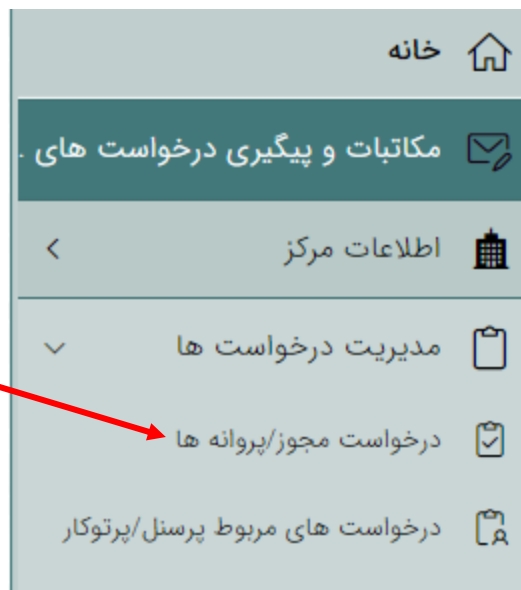 خانه
مکاتبات و پیگیری درخواست های .
اطلاعات مرکز
مدیریت درخواست ها
درخواست مجوز/پروانه ها
درخواست های مربوط پرسنل/پرتوکار